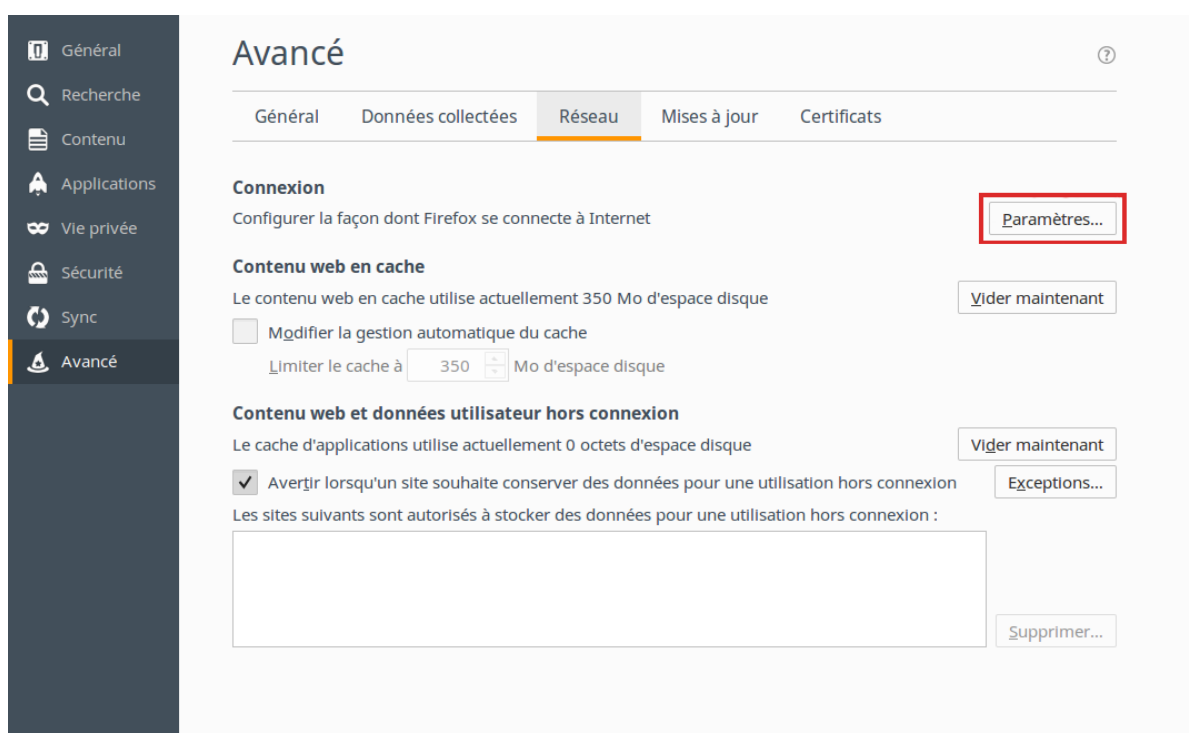 Général
Recherche
Contenu
Applications
Vie privée
Sécurité
Sync
Avancé
Avancé
?
Général Données collectées Réseau Mises à jour Certificats
Connexion
Configurer la façon dont Firefox se connecte à Internet Paramètres...
Contenu web en cache
Le contenu web en cache utilise actuellement 350 Mo d'espace disque Vider maintenant
Modifier la gestion automatique du cache
Limiter le cache à 350 Mo d'espace disque
Contenu web et données utilisateur hors connexion
Le cache d'applications utilise actuellement 0 octets d'espace disque Vider maintenant
Avertir lorsqu'un site souhaite conserver des données pour une utilisation hors connexion Exceptions...
Les sites suivants sont autorisés à stocker des données pour une utilisation hors connexion :
Supprimer...